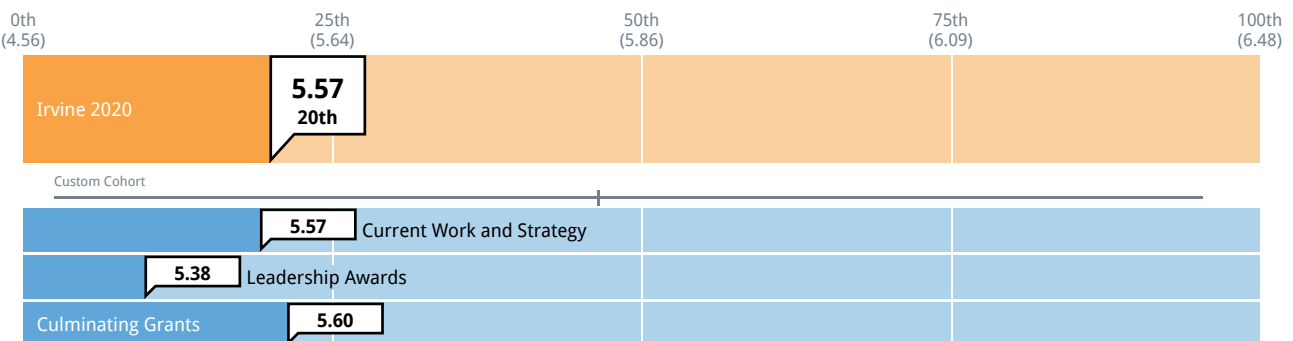 0th 25th 50th 75th 100th
(4.56) (5.64) (5.86) (6.09) (6.48)
5.57
Irvine 2020
20th
Custom Cohort
5.57 Current Work and Strategy
5.38 Leadership Awards
Culminating Grants 5.60